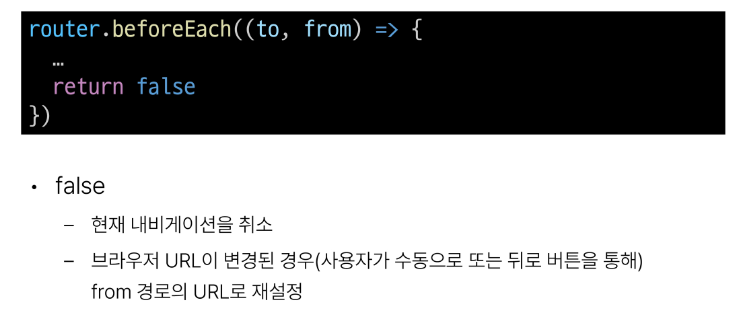 router.beforeEach((to, from) => {
  …
  return false
})
• false
– 현재 내비게이션을 취소
– 브라우저 URL이 변경된 경우(사용자가 수동으로 또는 뒤로 버튼을 통해)
from 경로의 URL로 재설정